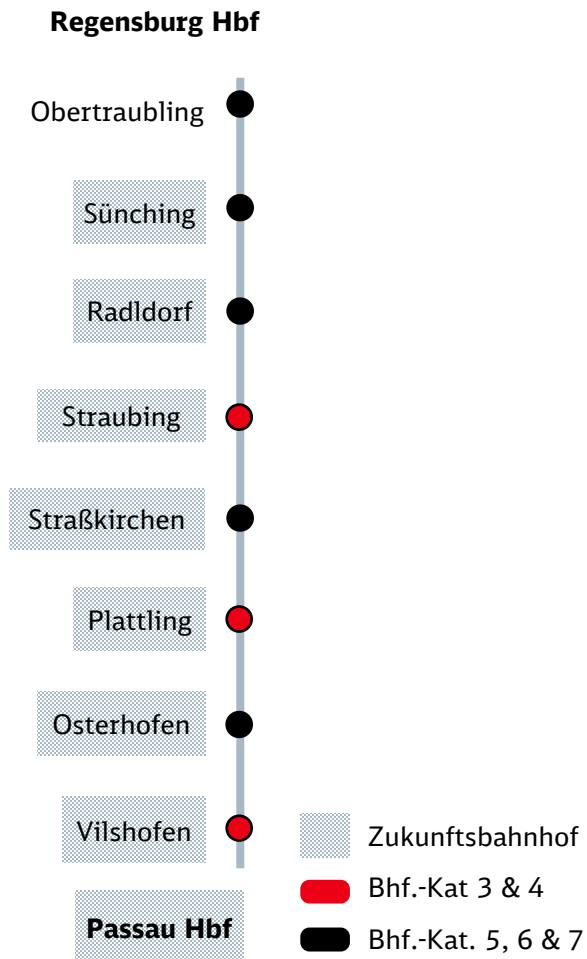 Regensburg Hbf
Obertraubling
Sünching
Radldorf
Straubing
Straßkirchen
Plattling
Osterhofen
Vilshofen
Passau Hbf
Zukunftsbahnhof
Bhf.-Kat 3 & 4
Bhf.-Kat. 5, 6 & 7